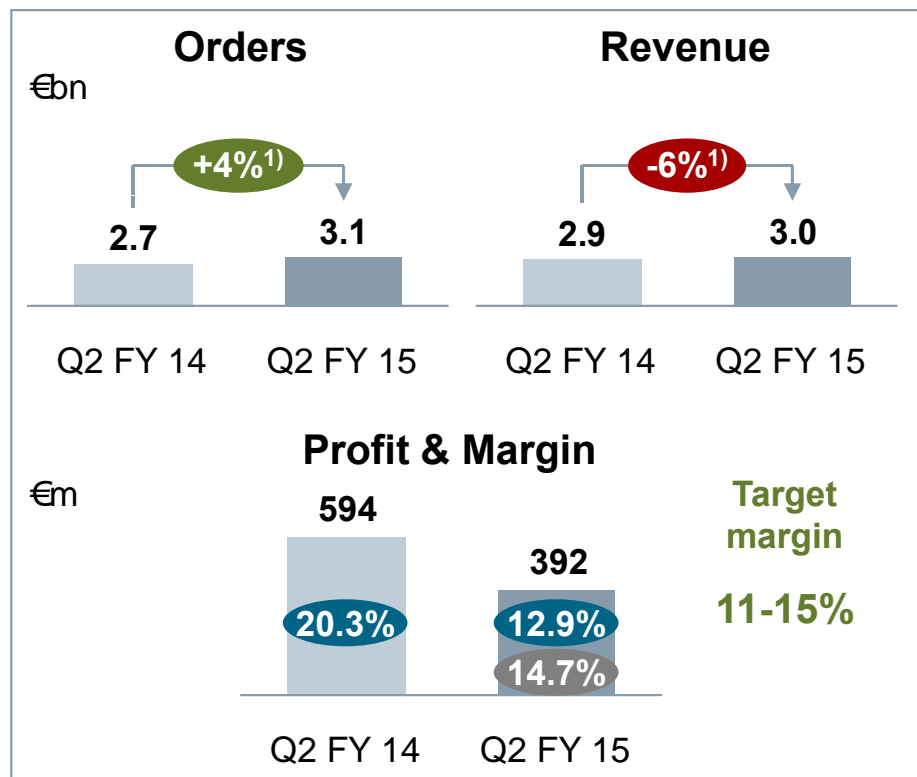 Orders
Revenue
€bn
+4%1)
-6%1)
2.7
3.1
2.9
3.0
Q2 FY 14
Q2 FY 15
Q2 FY 14
Q2 FY 15
Profit & Margin
€m
594
392
Target
margin
11-15%
20.3%
12.9%
14.7%
Q2 FY 14
Q2 FY 15